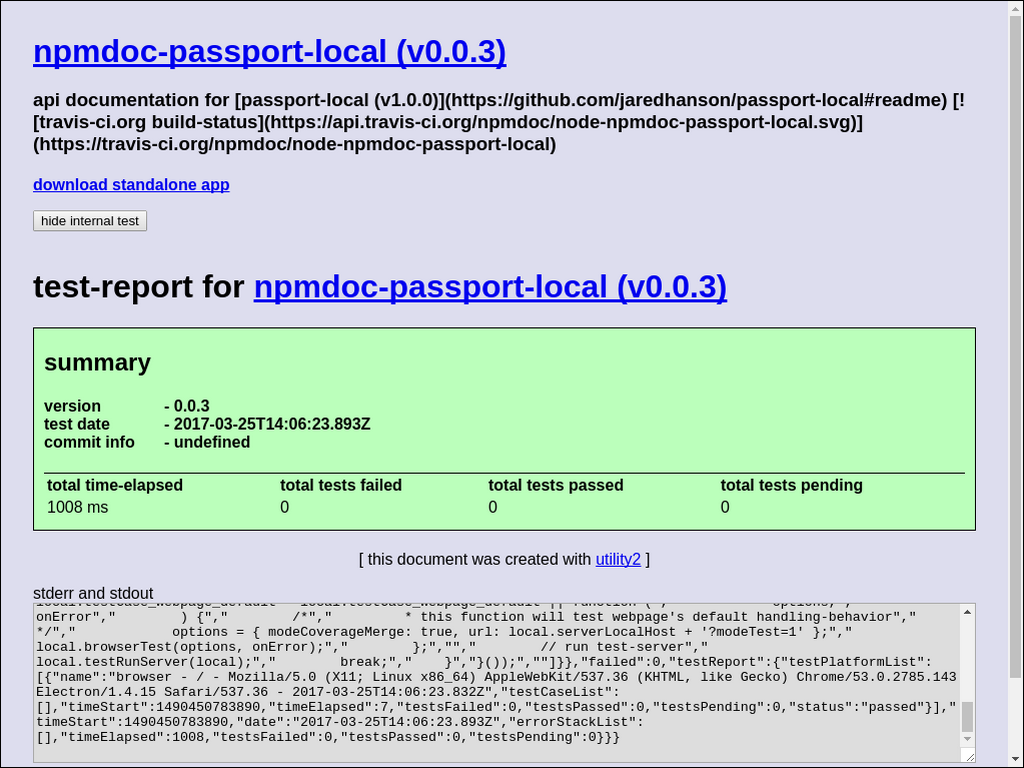 npmdoc-passport-local (v0.0.3)
api documentation for [passport-local (v1.0.0)](https://github.com/jaredhanson/passport-local#readme) [!
[travis-ci.org build-status](https://api.travis-ci.org/npmdoc/node-npmdoc-passport-local.svg)]
(https://travis-ci.org/npmdoc/node-npmdoc-passport-local)
download standalone app
hide internal test
test-report for npmdoc-passport-local (v0.0.3)
summary
version - 0.0.3
test date - 2017-03-25T14:06:23.893Z
commit info - undefined
total time-elapsed total tests failed total tests passed total tests pending
1008 ms 0 0 0
[ this document was created with utility2 ]
stderr and stdout
onError","        ) {","        /*","         * this function will test webpage's default handling-behavior","
*/","            options = { modeCoverageMerge: true, url: local.serverLocalHost + '?modeTest=1' };","
local.browserTest(options, onError);","        };","","        // run test-server","
local.testRunServer(local);","        break;","    }","}());",""]}},"failed":0,"testReport":{"testPlatformList":
[{"name":"browser - / - Mozilla/5.0 (X11; Linux x86_64) AppleWebKit/537.36 (KHTML, like Gecko) Chrome/53.0.2785.143
Electron/1.4.15 Safari/537.36 - 2017-03-25T14:06:23.832Z","testCaseList":
[],"timeStart":1490450783890,"timeElapsed":7,"testsFailed":0,"testsPassed":0,"testsPending":0,"status":"passed"}],"
timeStart":1490450783890,"date":"2017-03-25T14:06:23.893Z","errorStackList":
[],"timeElapsed":1008,"testsFailed":0,"testsPassed":0,"testsPending":0}}}